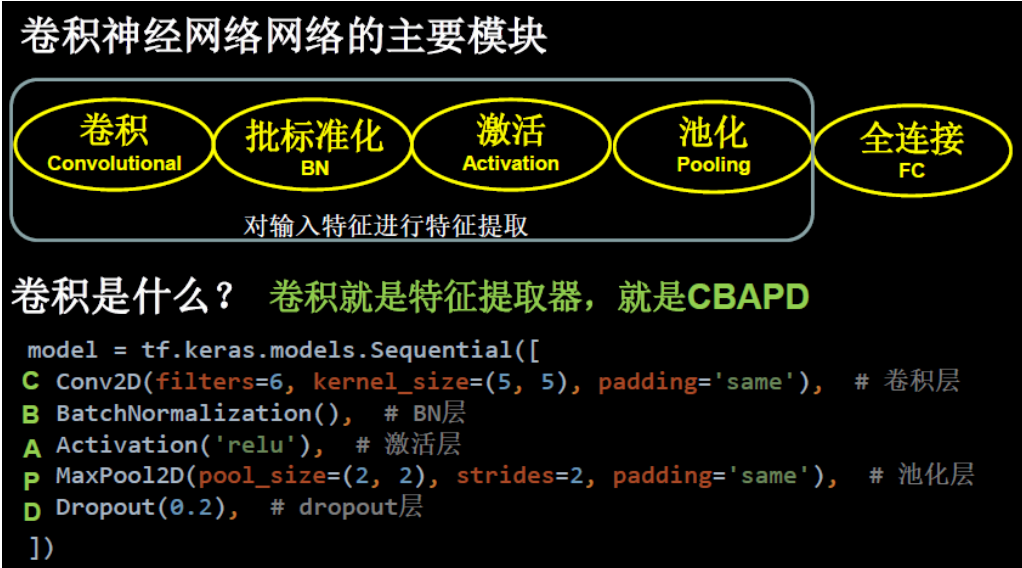 卷积神经网络网络的主要模块
卷积 批标准化 激活 池化 全连接
Convolutional BN Activation Pooling FC
对输入特征进行特征提取
卷积是什么？ 卷积就是特征提取器，就是CBAPD
model = tf.keras.models.Sequential([
C Conv2D(filters=6, kernel_size=(5, 5), padding='same'), # 卷积层
B BatchNormalization(), # BN层
A Activation('relu'), # 激活层
P MaxPool2D(pool_size=(2, 2), strides=2, padding='same'), # 池化层
D Dropout(0.2), # dropout层
])